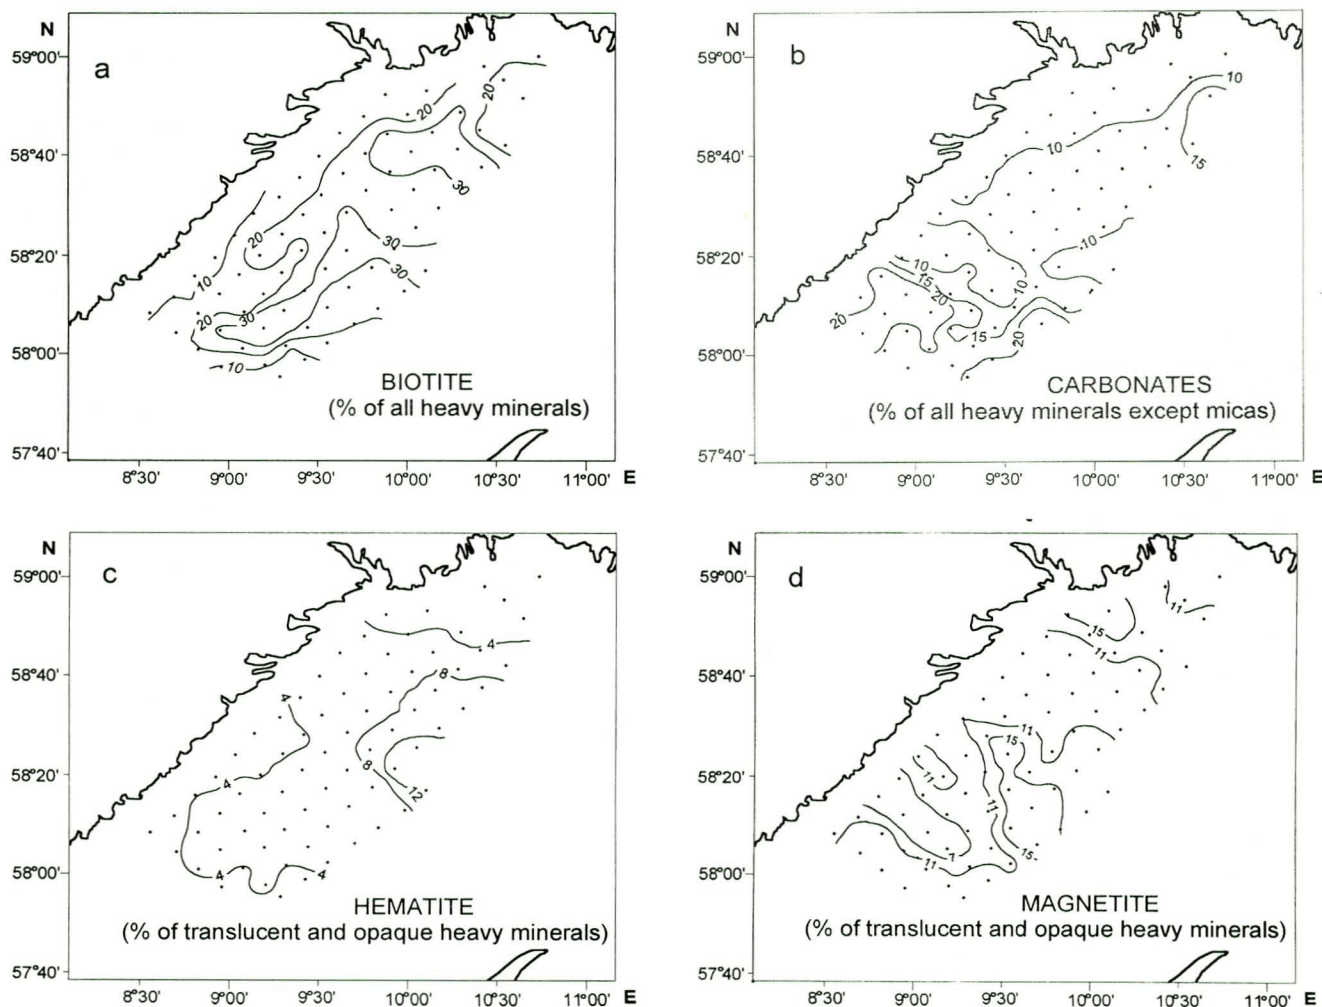 N
59°00'
a
58°40'
58°20'
58°00'
57°40'
20
20
30
20
30
30
10
20
30
10
BIOTITE
(% of all heavy minerals)
8°30' 9°00' 9°30' 10°00' 10°30' 11°00' E
N
59°00'
b
58°40'
58°20'
58°00'
57°40'
10
10
15
10
10
15
20
10
20
15
20
CARBONATES
(% of all heavy minerals except micas)
8°30' 9°00' 9°30' 10°00' 10°30' 11°00' E
N
59°00'
c
58°40'
58°20'
58°00'
57°40'
4
8
4
8
4
12
4
4
HEMATITE
(% of translucent and opaque heavy minerals)
8°30' 9°00' 9°30' 10°00' 10°30' 11°00' E
N
59°00'
d
58°40'
58°20'
58°00'
57°40'
11
15
11
11
15
11
11
11
7
15
MAGNETITE
(% of translucent and opaque heavy minerals)
8°30' 9°00' 9°30' 10°00' 10°30' 11°00' E